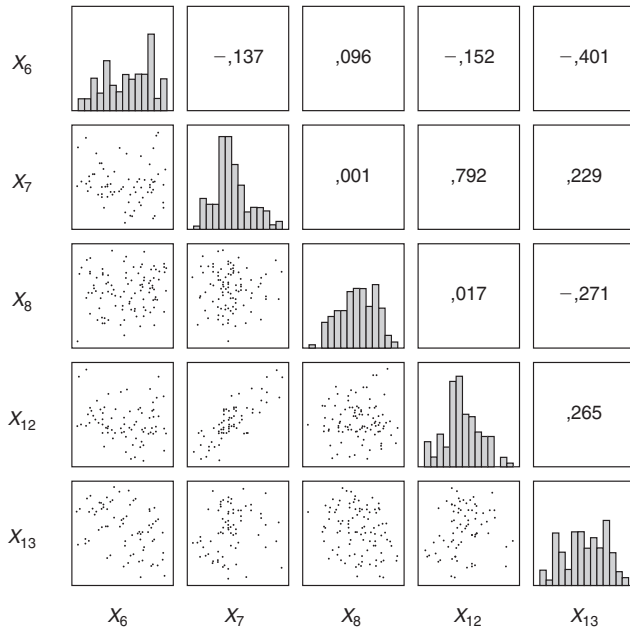 X6 −,137 ,096 −,152 −,401
X7 ,001 ,792 ,229
X8 ,017 −,271
X12 ,265
X13
X6 X7 X8 X12 X13